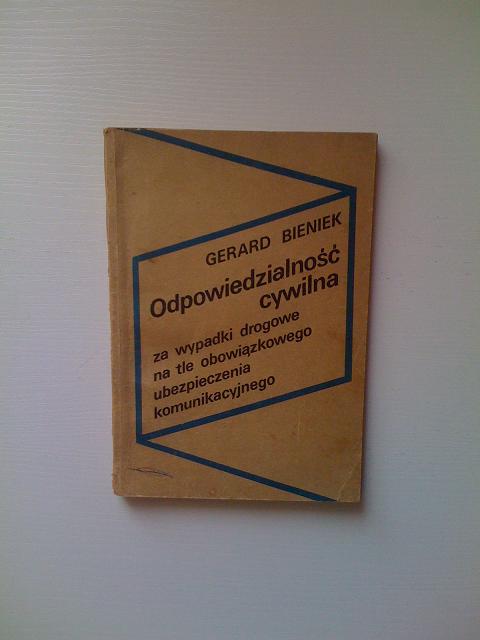 GERARD BIENIEK
Odpowiedzialność
cywilna
za wypadki drogowe
na tle obowiązkowego
ubezpieczenia
komunikacyjnego